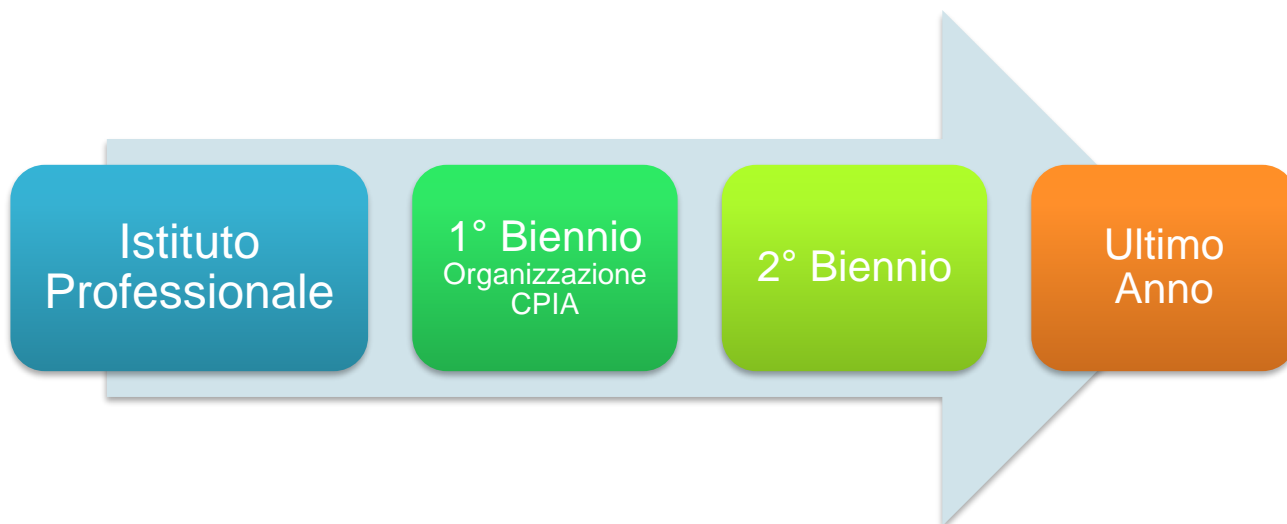 Istituto
Professionale
1° Biennio
Organizzazione
CPIA
2° Biennio
Ultimo
Anno